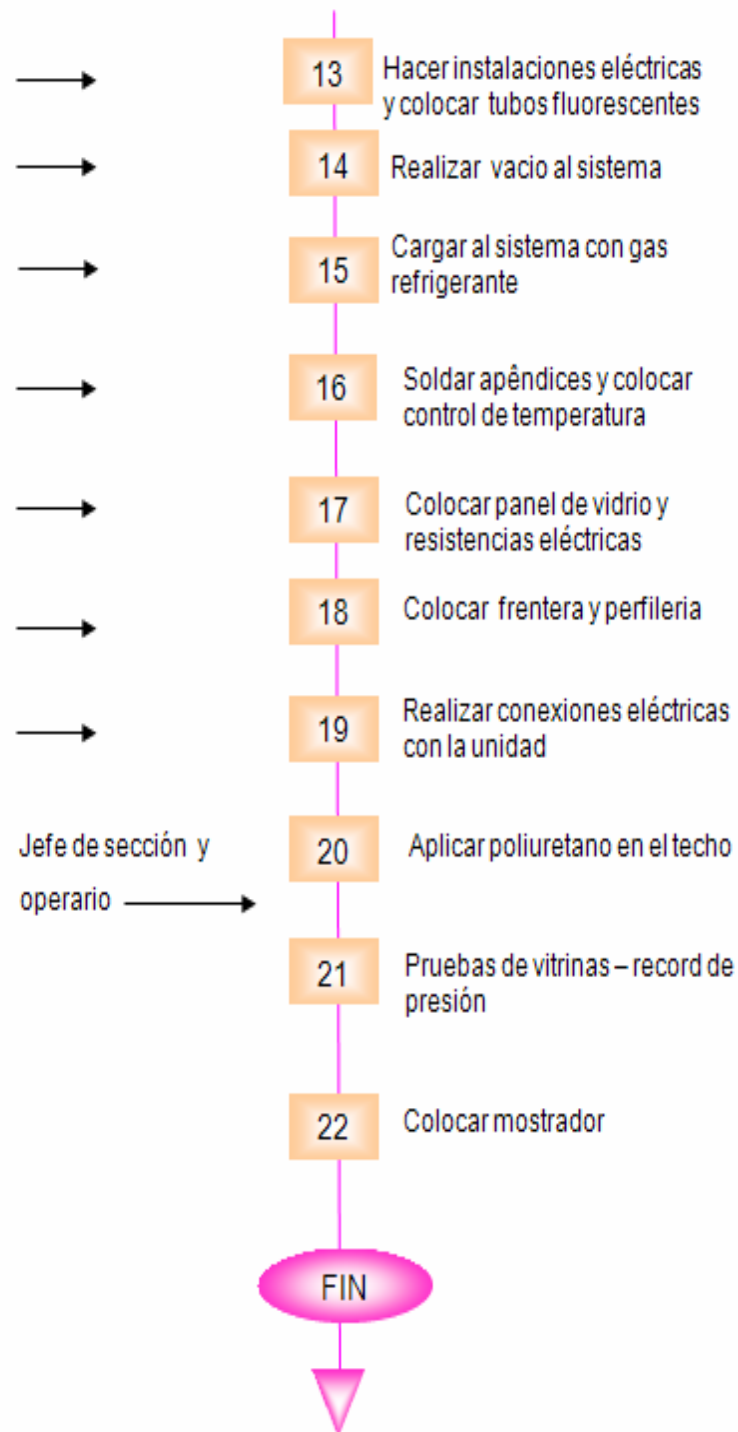 13
Hacer instalaciones eléctricas
y colocar tubos fluorescentes
14
Realizar vacio al sistema
15
Cargar al sistema con gas
refrigerante
16
Soldar apêndices y colocar
control de temperatura
17
Colocar panel de vidrio y
resistencias eléctricas
18
Colocar frentera y perfileria
19
Realizar conexiones eléctricas
con la unidad
Jefe de sección y
operario
20
Aplicar poliuretano en el techo
21
Pruebas de vitrinas – record de
presión
22
Colocar mostrador
FIN